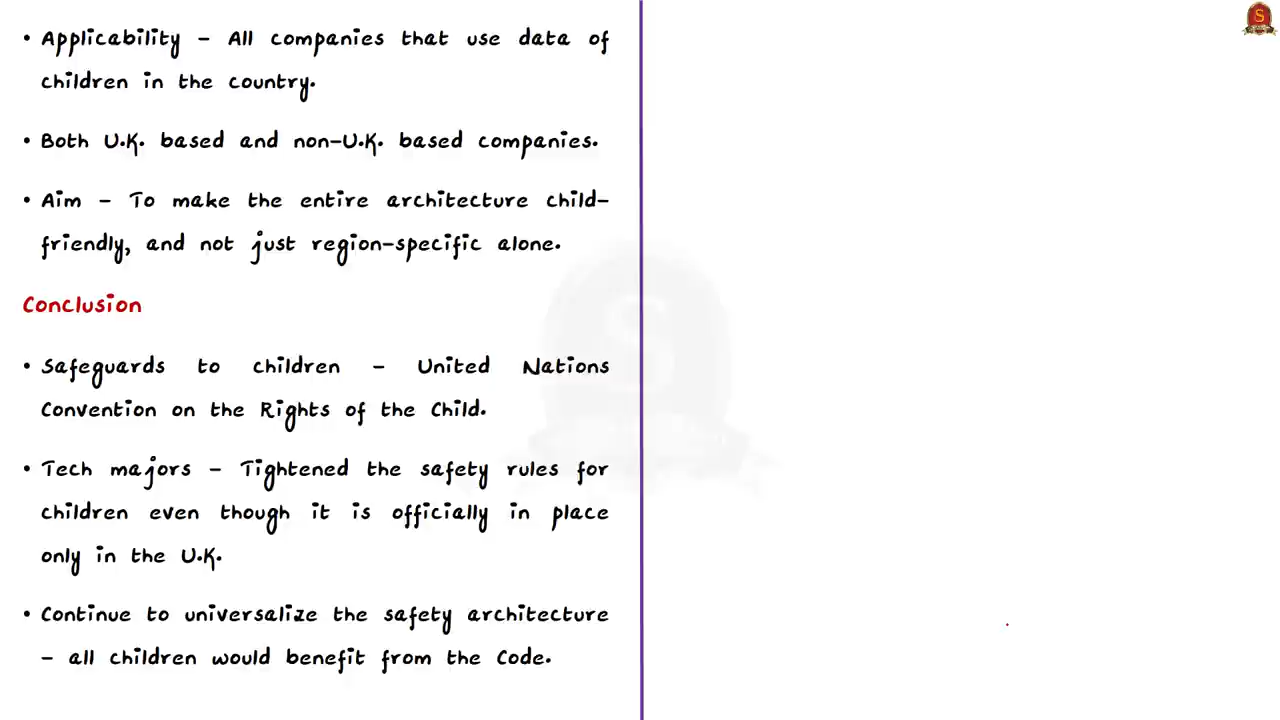 • Applicability - All companies that use data of
children in the country.
• Both U.K. based and non-U.K. based companies.
• Aim - To make the entire architecture child-
friendly, and not just region-specific alone.
Conclusion
• Safeguards to children - United Nations
Convention on the Rights of the Child.
• Tech majors - Tightened the safety rules for
children even though it is officially in place
only in the U.K.
• Continue to universalize the safety architecture
- all children would benefit from the Code.
S